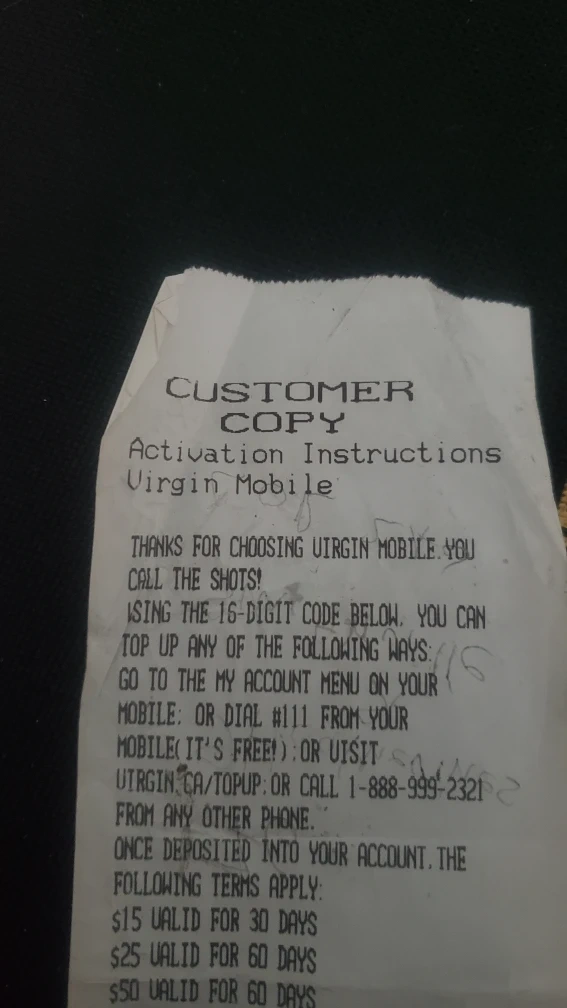 CUSTOMER
COPY
Activation Instructions
Virgin Mobile
THANKS FOR CHOOSING VIRGIN MOBILE.YOU
CALL THE SHOTS!
USING THE 16-DIGIT CODE BELOW, YOU CAN
TOP UP ANY OF THE FOLLOWING WAYS:
GO TO THE MY ACCOUNT MENU ON YOUR
MOBILE; OR DIAL #111 FROM YOUR
MOBILE(IT'S FREE!);OR VISIT
VIRGIN.CA/TOPUP;OR CALL 1-888-999-2321
FROM ANY OTHER PHONE.
ONCE DEPOSITED INTO YOUR ACCOUNT,THE
FOLLOWING TERMS APPLY:
$15 VALID FOR 30 DAYS
$25 VALID FOR 60 DAYS
$50 VALID FOR 60 DAYS